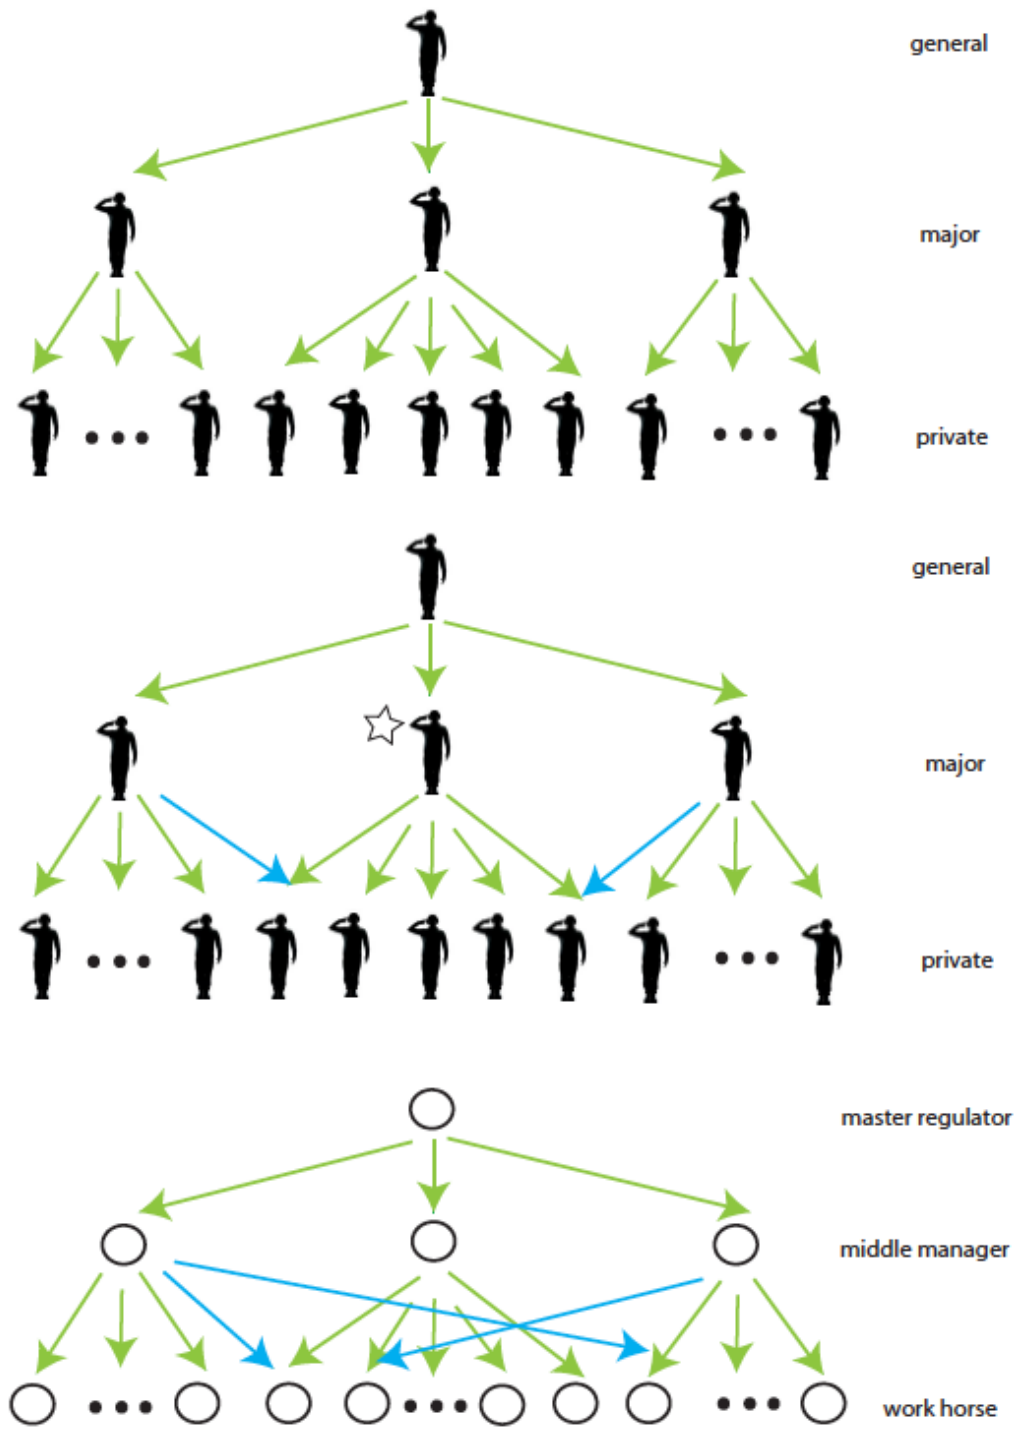 general
major
private
general
major
private
master regulator
middle manager
work horse